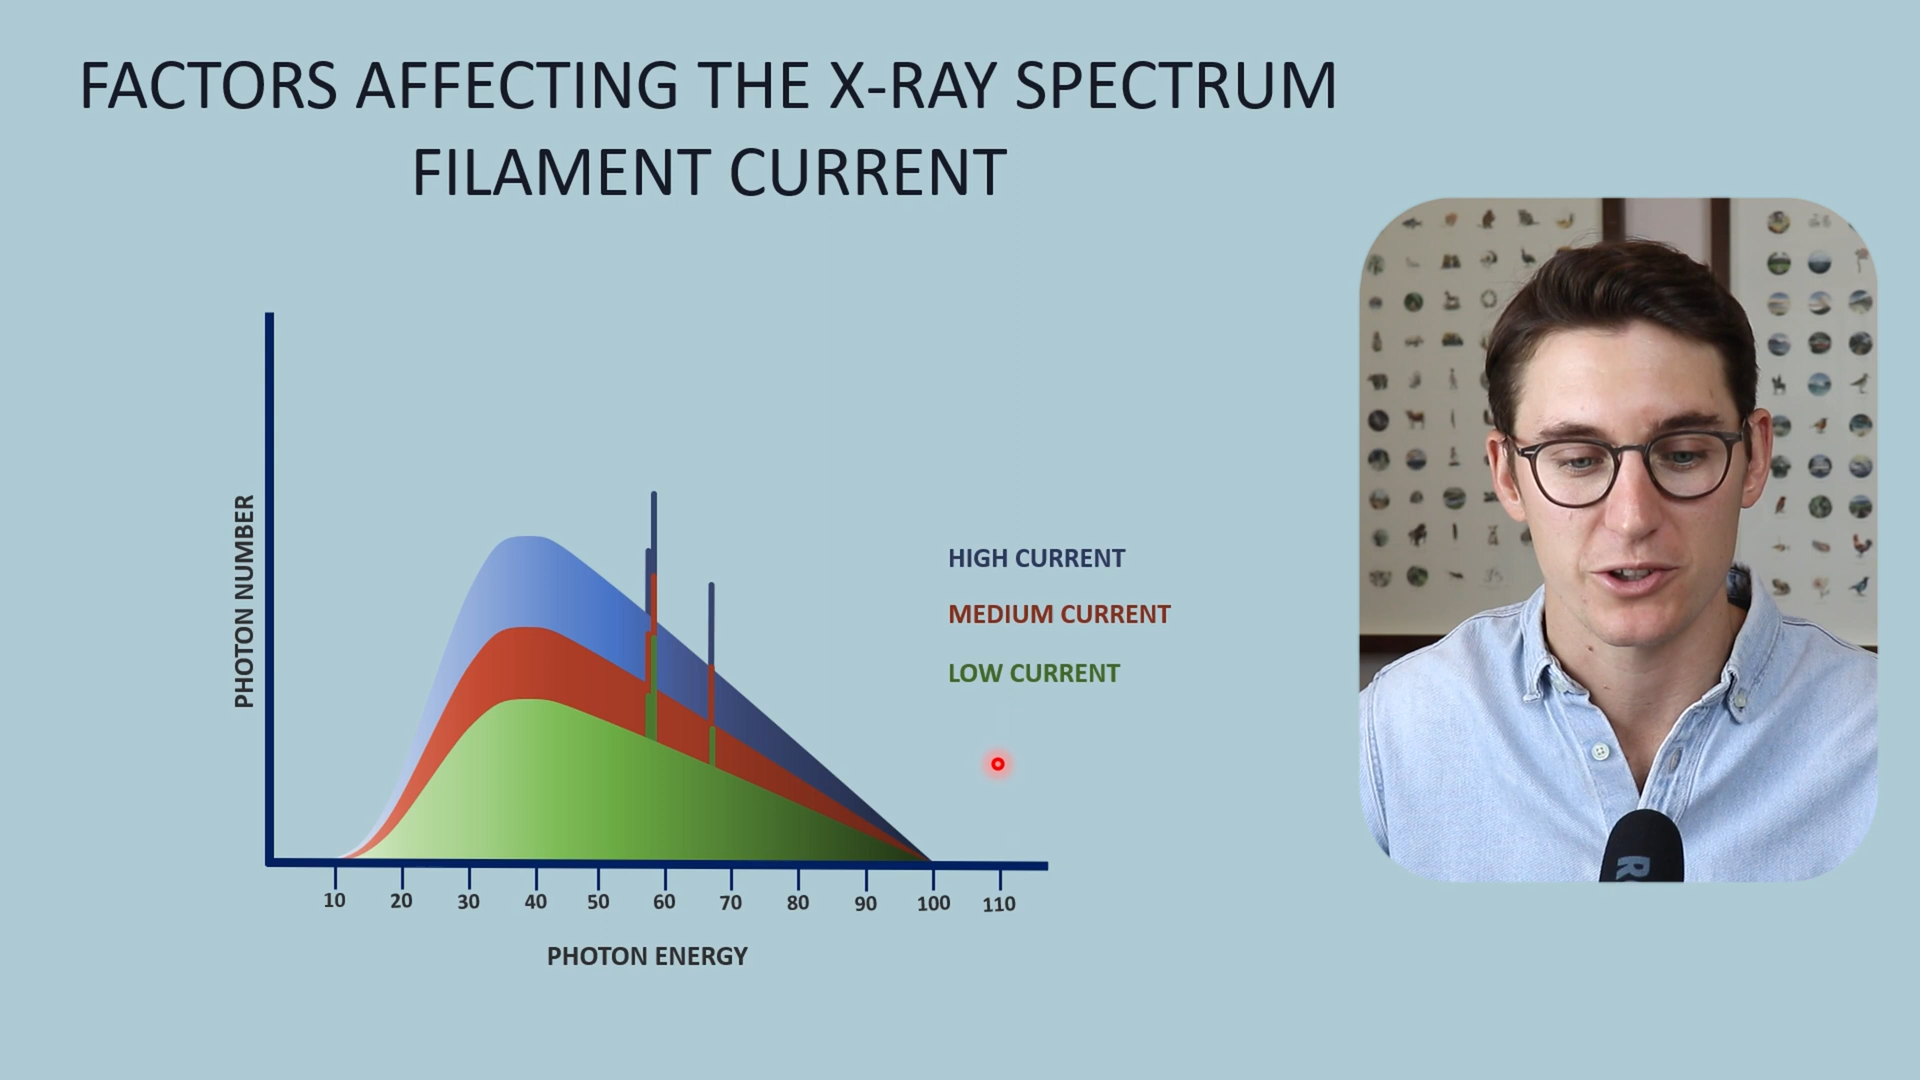 FACTORS AFFECTING THE X-RAY SPECTRUM
FILAMENT CURRENT
PHOTON NUMBER
HIGH CURRENT
MEDIUM CURRENT
LOW CURRENT
10 20 30 40 50 60 70 80 90 100 110
PHOTON ENERGY